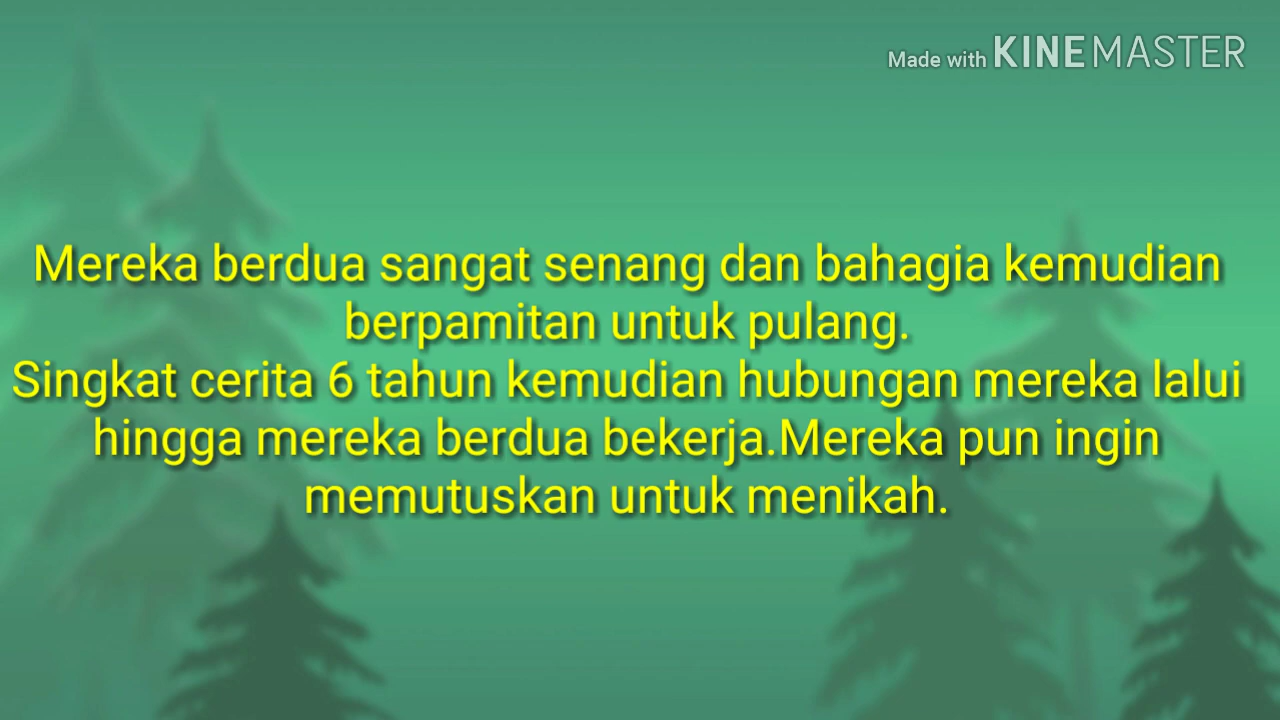 Made with KINEMASTER
Mereka berdua sangat senang dan bahagia kemudian
berpamitan untuk pulang.
Singkat cerita 6 tahun kemudian hubungan mereka lalui
hingga mereka berdua bekerja.Mereka pun ingin
memutuskan untuk menikah.